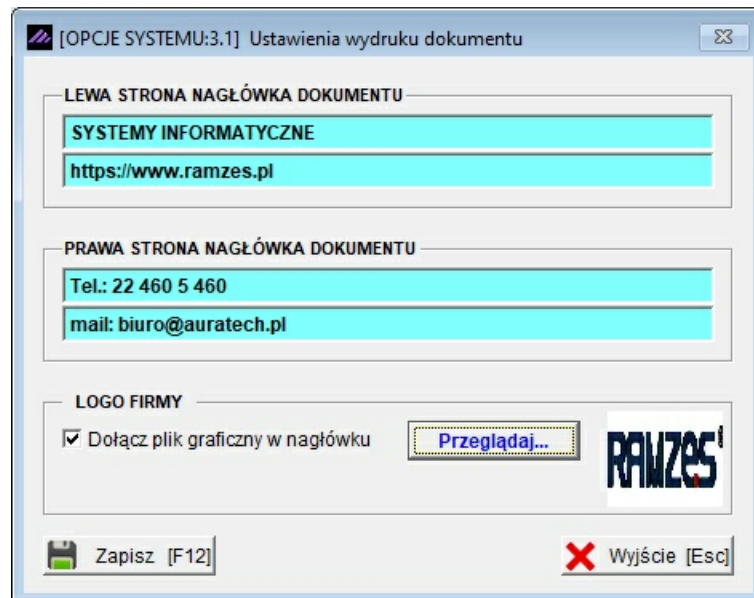 [OPCJE SYSTEMU:3.1] Ustawienia wydruku dokumentu
LEWA STRONA NAGŁÓWKA DOKUMENTU
SYSTEMY INFORMATYCZNE
https://www.ramzes.pl
PRAWA STRONA NAGŁÓWKA DOKUMENTU
Tel.: 22 460 5 460
mail: biuro@auratech.pl
LOGO FIRMY
Dołącz plik graficzny w nagłówku
Przeglądaj...
RAMZES
Zapisz [F12]
Wyjście [Esc]